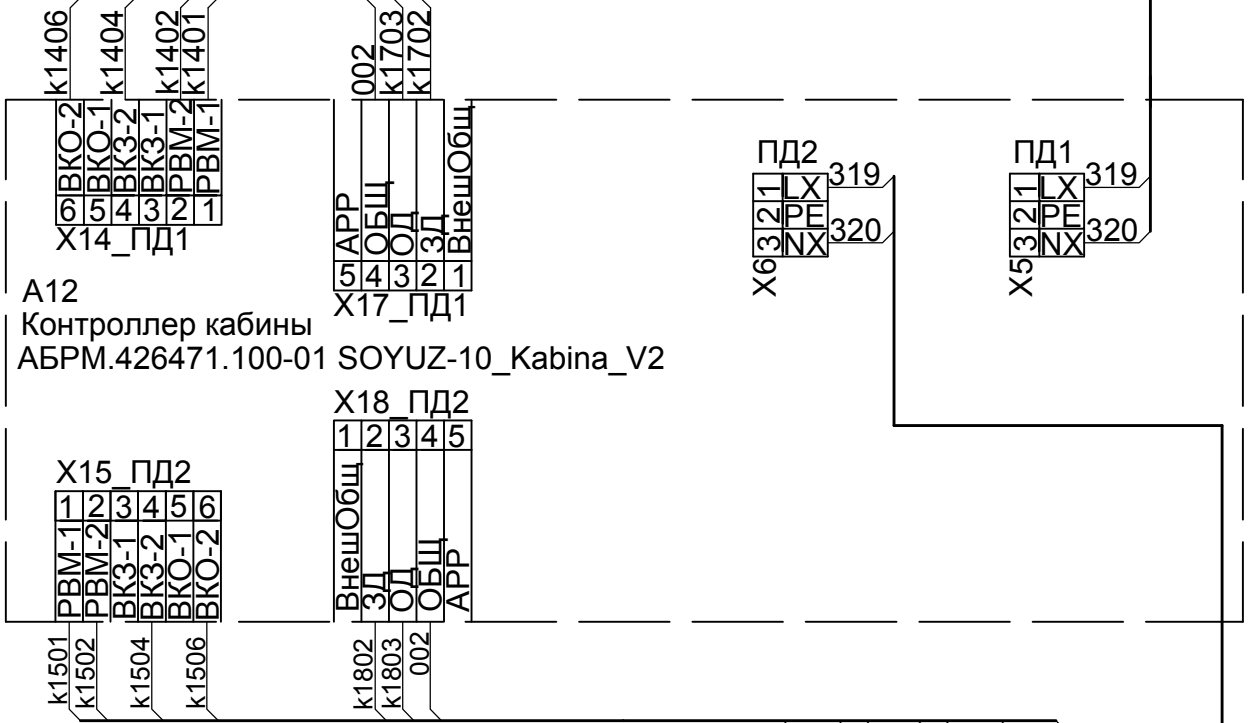 k1406
k1404
k1402
k1401
002
k1703
k1702
ВКО-2
ВКО-1
ВКЗ-2
ВКЗ-1
РВМ-2
РВМ-1
6 5 4 3 2 1
X14_ПД1
АРР
ОБЩ
ОД
ЗД
ВнешОбщ
5 4 3 2 1
X17_ПД1
ПД2
1 LX 319
2 PE
3 NX 320
X6
ПД1
1 LX 319
2 PE
3 NX 320
X5
А12
Контроллер кабины
АБРМ.426471.100-01 SOYUZ-10_Kabina_V2
X18_ПД2
1 2 3 4 5
ВнешОбщ
ЗД
ОД
ОБЩ
АРР
X15_ПД2
1 2 3 4 5 6
РВМ-1
РВМ-2
ВКЗ-1
ВКЗ-2
ВКО-1
ВКО-2
k1501
k1502
k1504
k1506
k1802
k1803
002